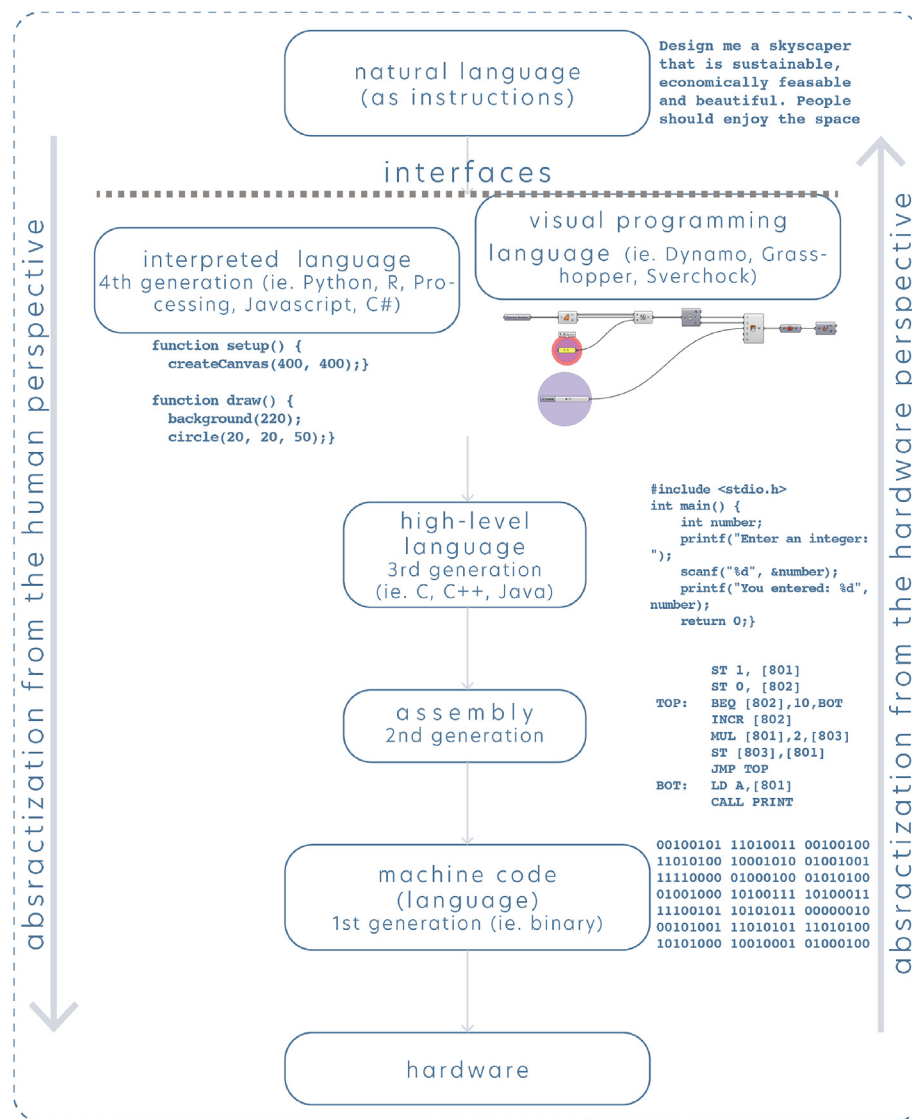 natural language
(as instructions)
Design me a skyscaper
that is sustainable,
economically feasable
and beautiful. People
should enjoy the space
interfaces
visual programming
language (ie. Dynamo, Grass-
hopper, Sverchock)
interpreted language
4th generation (ie. Python, R, Pro-
cessing, Javascript, C#)
function setup() {
createCanvas(400, 400);}
function draw() {
background(220);
circle(20, 20, 50);}
high-level
language
3rd generation
(ie. C, C++, Java)
#include <stdio.h>
int main() {
int number;
printf("Enter an integer:
");
scanf("%d", &number);
printf("You entered: %d",
number);
return 0;}
assembly
2nd generation
ST 1, [801]
ST 0, [802]
TOP: BEQ [802],10,BOT
INCR [802]
MUL [801],2,[803]
ST [803],[801]
JMP TOP
BOT: LD A,[801]
CALL PRINT
machine code
(language)
1st generation (ie. binary)
00100101 11010011 00100100
11010100 10001010 01001001
11110000 01000100 01010100
01001000 10100111 10100011
11100101 10101011 00000010
00101001 11010101 11010100
10101000 10010001 01000100
hardware
absractization from the human perspective
absractization from the hardware perspective